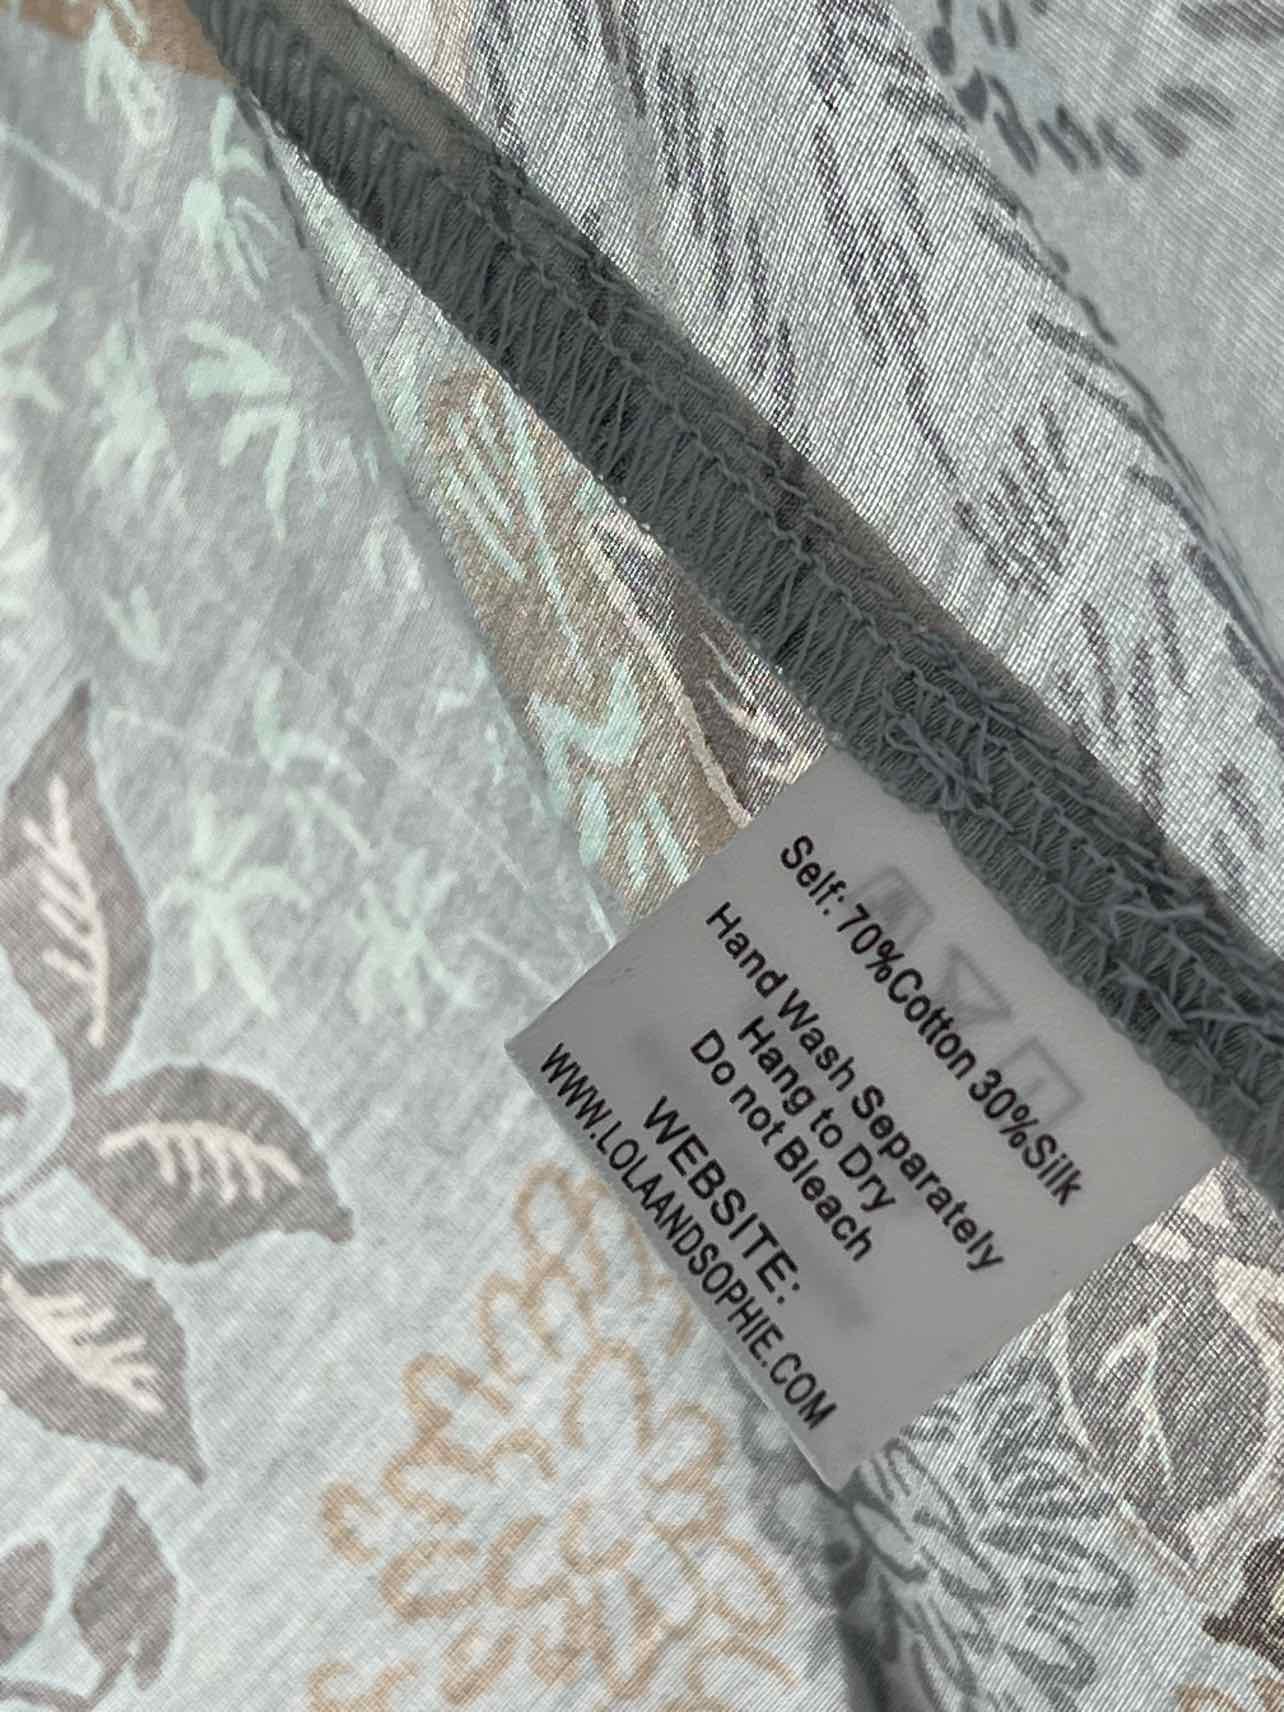 Self: 70%Cotton 30%Silk
Hand Wash Separately
Hang to Dry
Do not Bleach
WEBSITE:
WWW.LOLAANDSOPHIE.COM